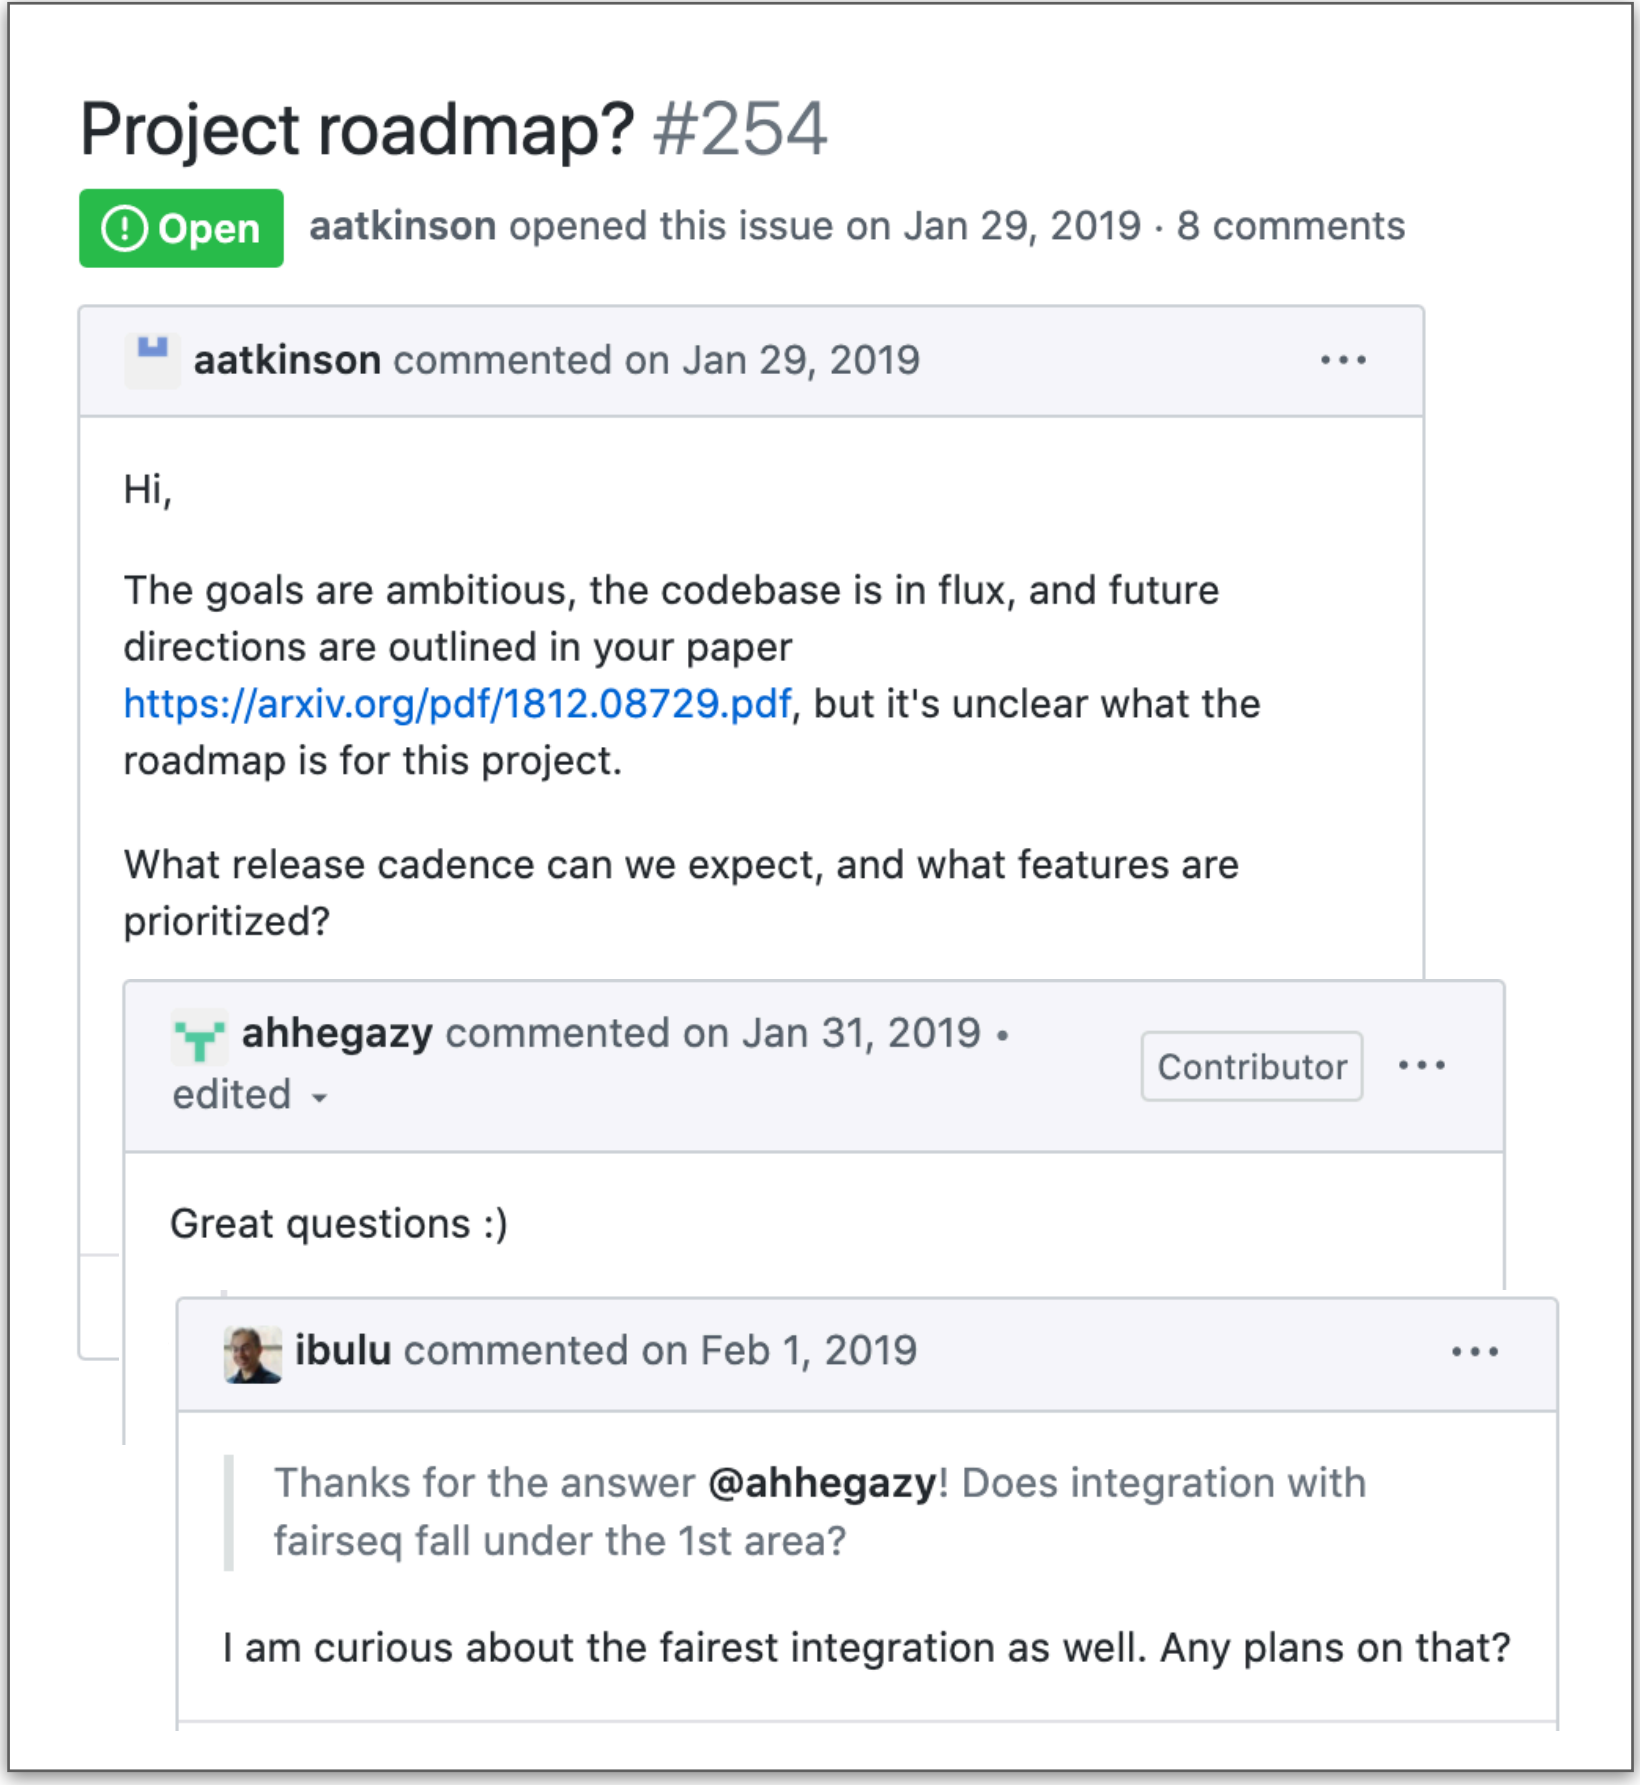 Project roadmap? #254
Open aatkinson opened this issue on Jan 29, 2019 · 8 comments
aatkinson commented on Jan 29, 2019 ···
Hi,
The goals are ambitious, the codebase is in flux, and future
directions are outlined in your paper
https://arxiv.org/pdf/1812.08729.pdf, but it's unclear what the
roadmap is for this project.
What release cadence can we expect, and what features are
prioritized?
ahhegazy commented on Jan 31, 2019 •
edited
Contributor ···
Great questions :)
ibulu commented on Feb 1, 2019 ···
Thanks for the answer @ahhegazy! Does integration with
fairseq fall under the 1st area?
I am curious about the fairest integration as well. Any plans on that?